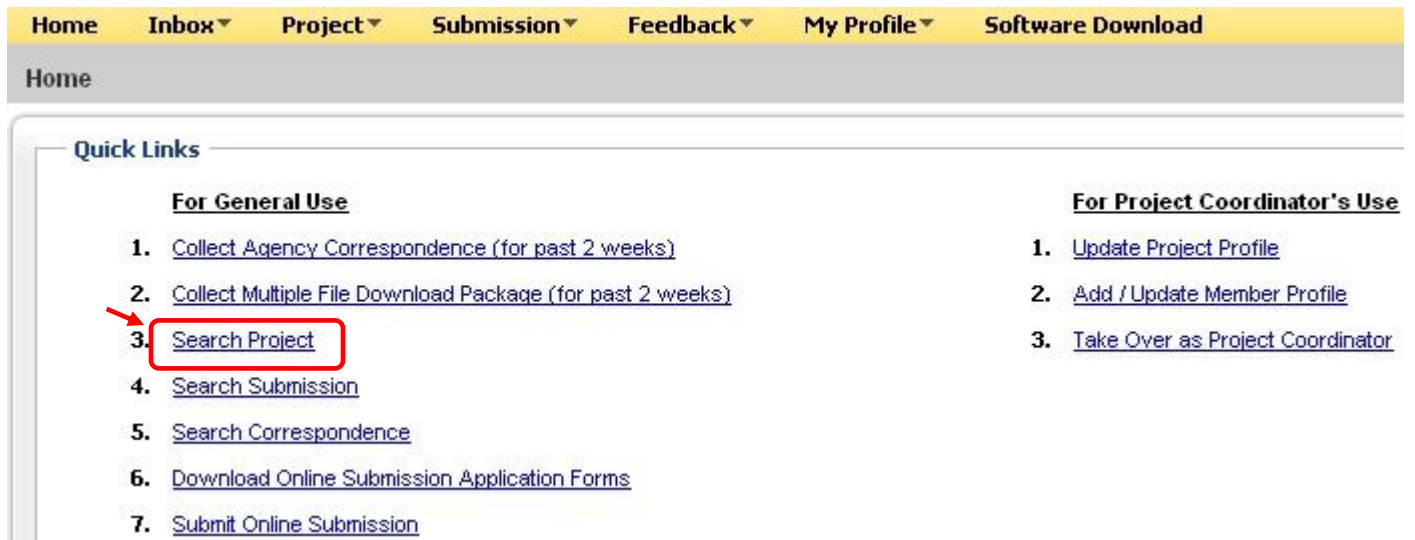 Home Inbox Project Submission Feedback My Profile Software Download
Home
Quick Links
For General Use
1. Collect Agency Correspondence (for past 2 weeks)
2. Collect Multiple File Download Package (for past 2 weeks)
3. Search Project
4. Search Submission
5. Search Correspondence
6. Download Online Submission Application Forms
7. Submit Online Submission
For Project Coordinator's Use
1. Update Project Profile
2. Add / Update Member Profile
3. Take Over as Project Coordinator